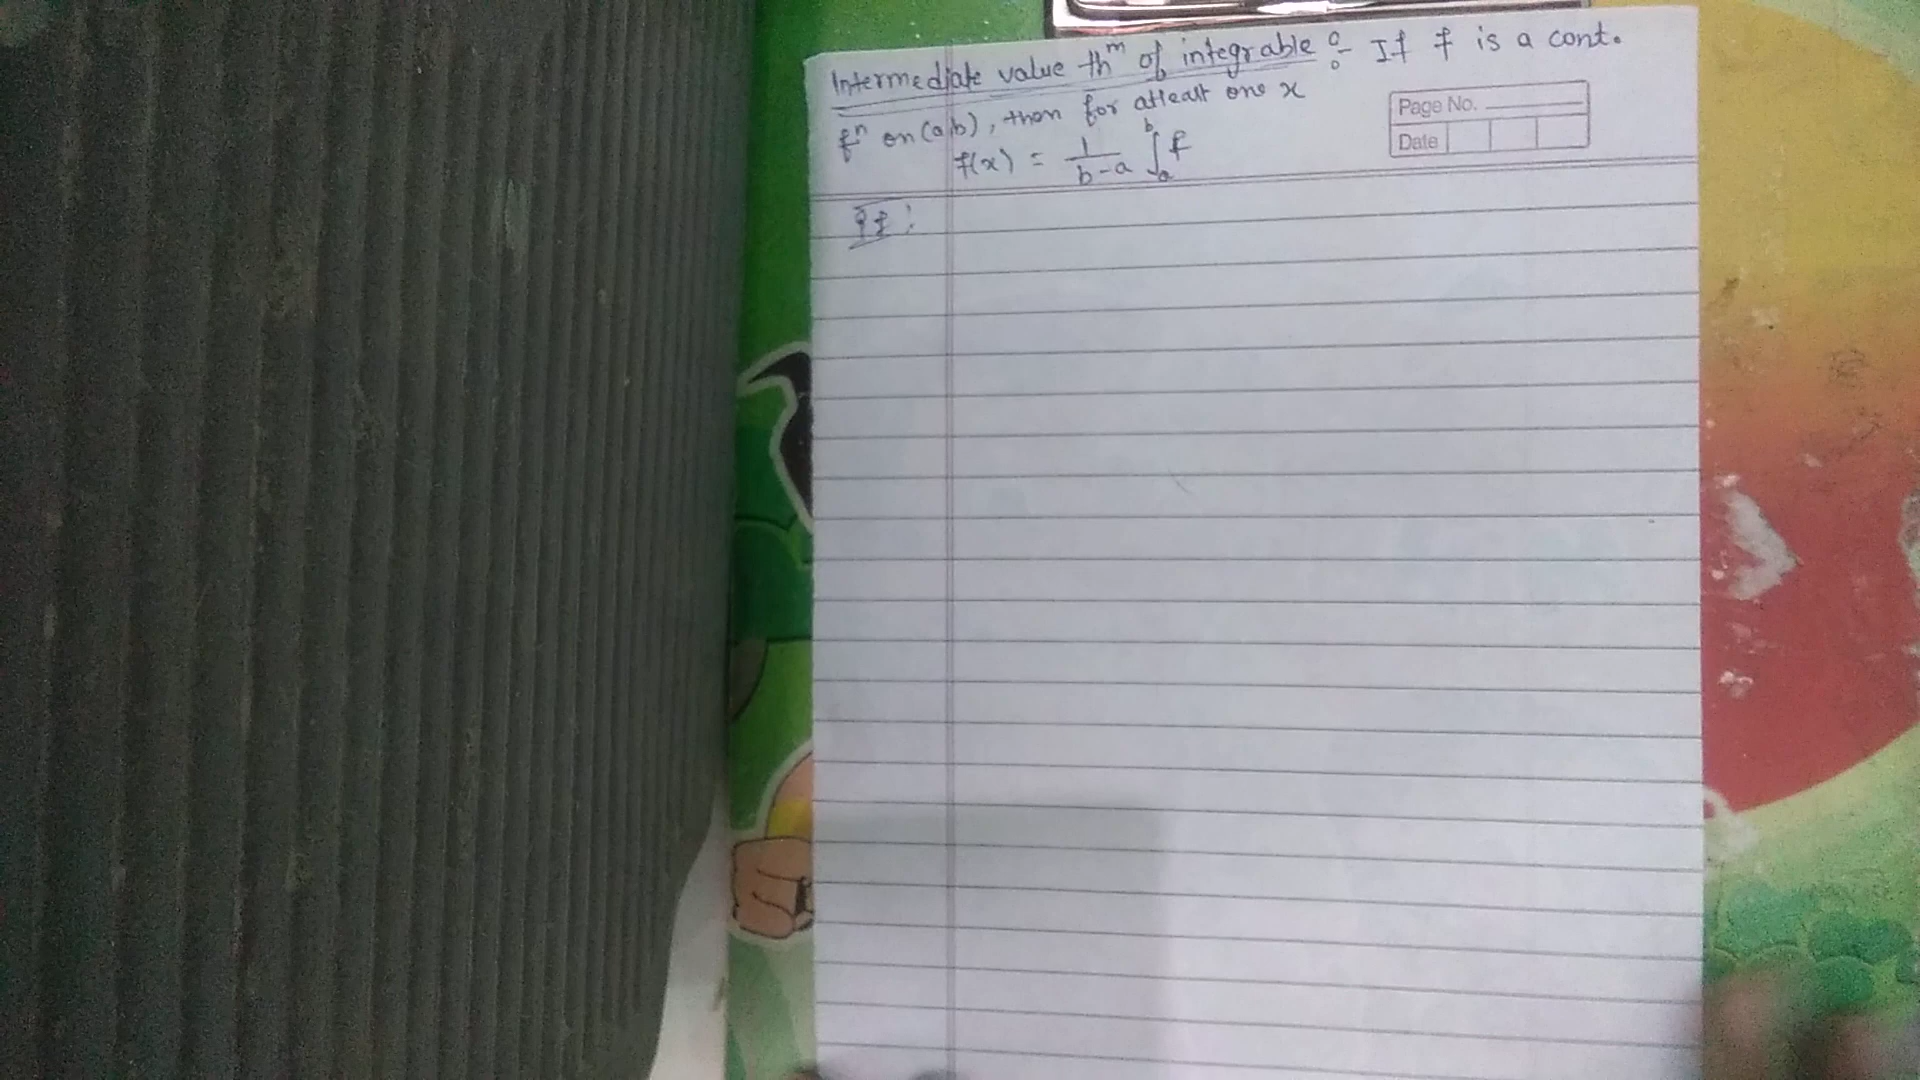 Intermediate value thm of integrable :- If f is a cont.
fn on (a,b), then for atleast one x
f(x) = 1/b-a ∫_a^b f
Page No.
Date
Pf: